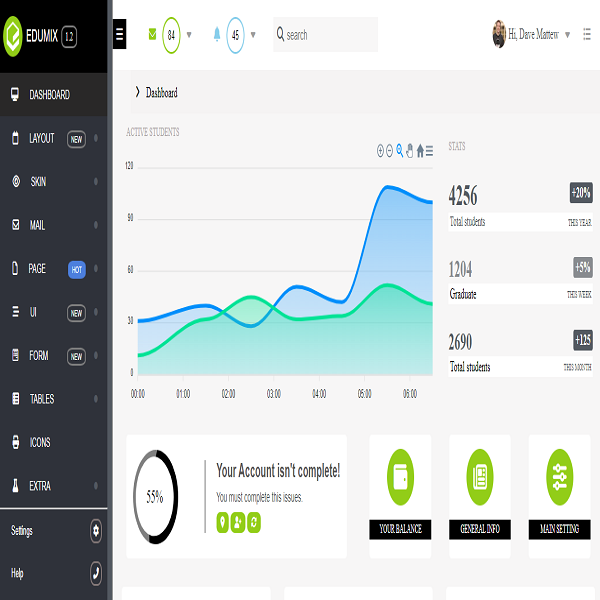 EDUMIX 1.2
84
45
search
Hi, Dave Mattew
DASHBOARD
LAYOUT NEW
SKIN
MAIL
PAGE HOT
UI NEW
FORM NEW
TABLES
ICONS
EXTRA
Settings
Help
Dashboard
ACTIVE STUDENTS
120
90
60
30
0
00:00 01:00 02:00 03:00 04:00 05:00 06:00
STATS
4256 +20%
Total students THIS YEAR
1204 +5%
Graduate THIS WEEK
2690 +125
Total students THIS MONTH
55%
Your Account isn't complete!
You must complete this issues.
YOUR BALANCE
GENERAL INFO
MAIN SETTING